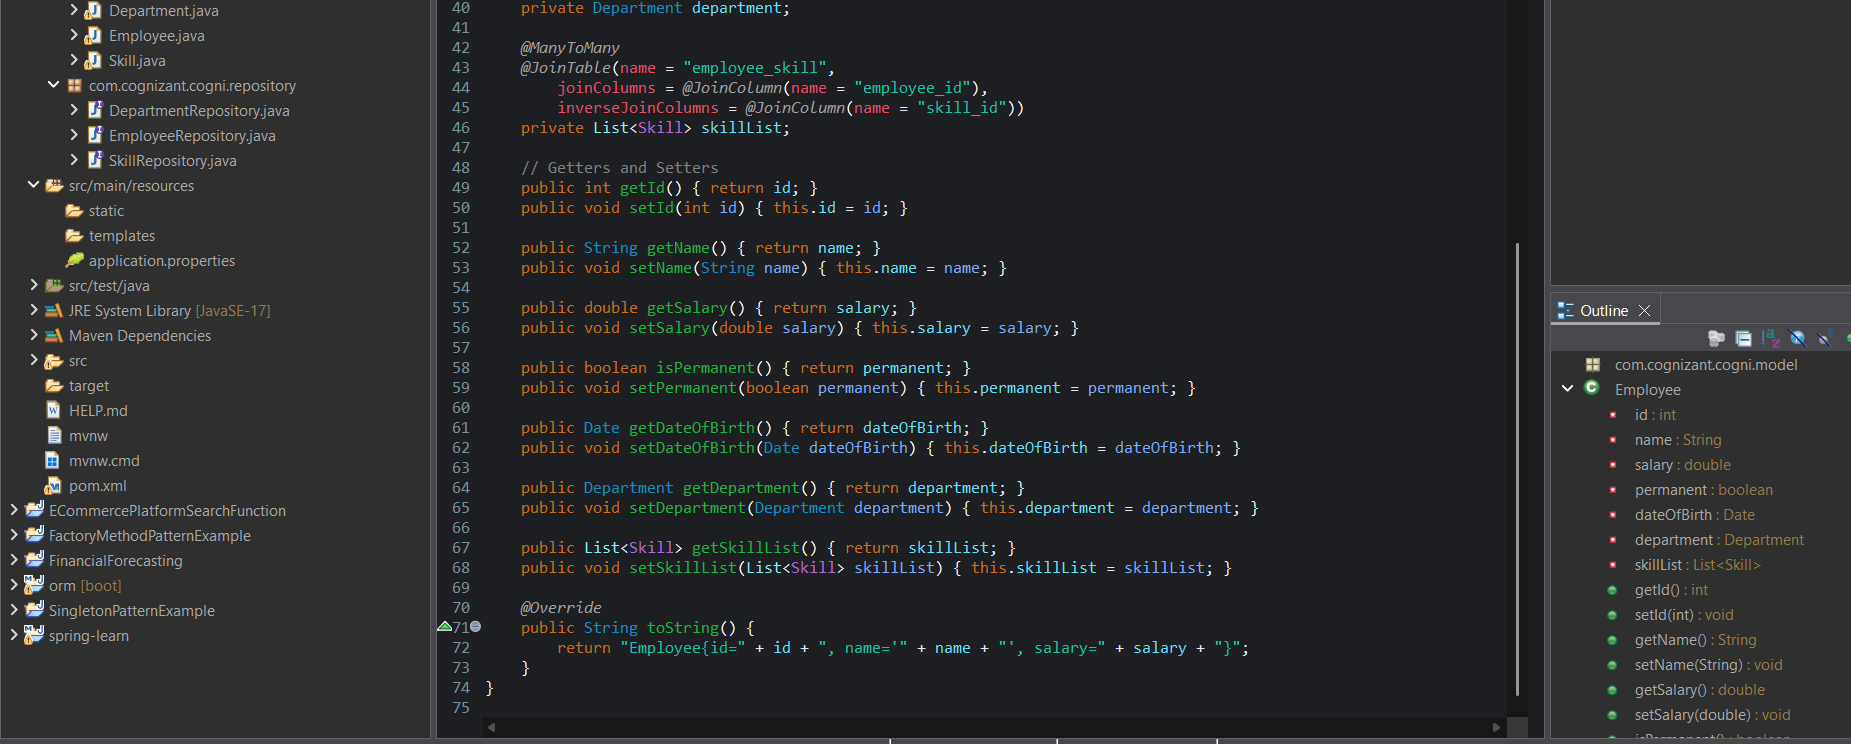 Department.java
Employee.java
Skill.java
com.cognizant.cogni.repository
DepartmentRepository.java
EmployeeRepository.java
SkillRepository.java
src/main/resources
static
templates
application.properties
src/test/java
JRE System Library [JavaSE-17]
Maven Dependencies
src
target
HELP.md
mvnw
mvnw.cmd
pom.xml
ECommercePlatformSearchFunction
FactoryMethodPatternExample
FinancialForecasting
orm [boot]
SingletonPatternExample
spring-learn
40 private Department department;
41
42 @ManyToMany
43 @JoinTable(name = "employee_skill",
44 joinColumns = @JoinColumn(name = "employee_id"),
45 inverseJoinColumns = @JoinColumn(name = "skill_id"))
46 private List<Skill> skillList;
47
48 // Getters and Setters
49 public int getId() { return id; }
50 public void setId(int id) { this.id = id; }
51
52 public String getName() { return name; }
53 public void setName(String name) { this.name = name; }
54
55 public double getSalary() { return salary; }
56 public void setSalary(double salary) { this.salary = salary; }
57
58 public boolean isPermanent() { return permanent; }
59 public void setPermanent(boolean permanent) { this.permanent = permanent; }
60
61 public Date getDateOfBirth() { return dateOfBirth; }
62 public void setDateOfBirth(Date dateOfBirth) { this.dateOfBirth = dateOfBirth; }
63
64 public Department getDepartment() { return department; }
65 public void setDepartment(Department department) { this.department = department; }
66
67 public List<Skill> getSkillList() { return skillList; }
68 public void setSkillList(List<Skill> skillList) { this.skillList = skillList; }
69
70 @Override
71 public String toString() {
72 return "Employee{id=" + id + ", name='" + name + "', salary=" + salary + "}";
73 }
74 }
75
Outline
com.cognizant.cogni.model
Employee
id : int
name : String
salary : double
permanent : boolean
dateOfBirth : Date
department : Department
skillList : List<Skill>
getId() : int
setId(int) : void
getName() : String
setName(String) : void
getSalary() : double
setSalary(double) : void